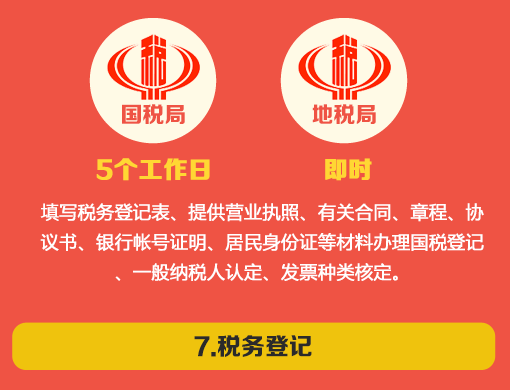 国税局 地税局
5个工作日 即时
填写税务登记表、提供营业执照、有关合同、章程、协
议书、银行帐号证明、居民身份证等材料办理国税登记
、一般纳税人认定、发票种类核定。
7.税务登记